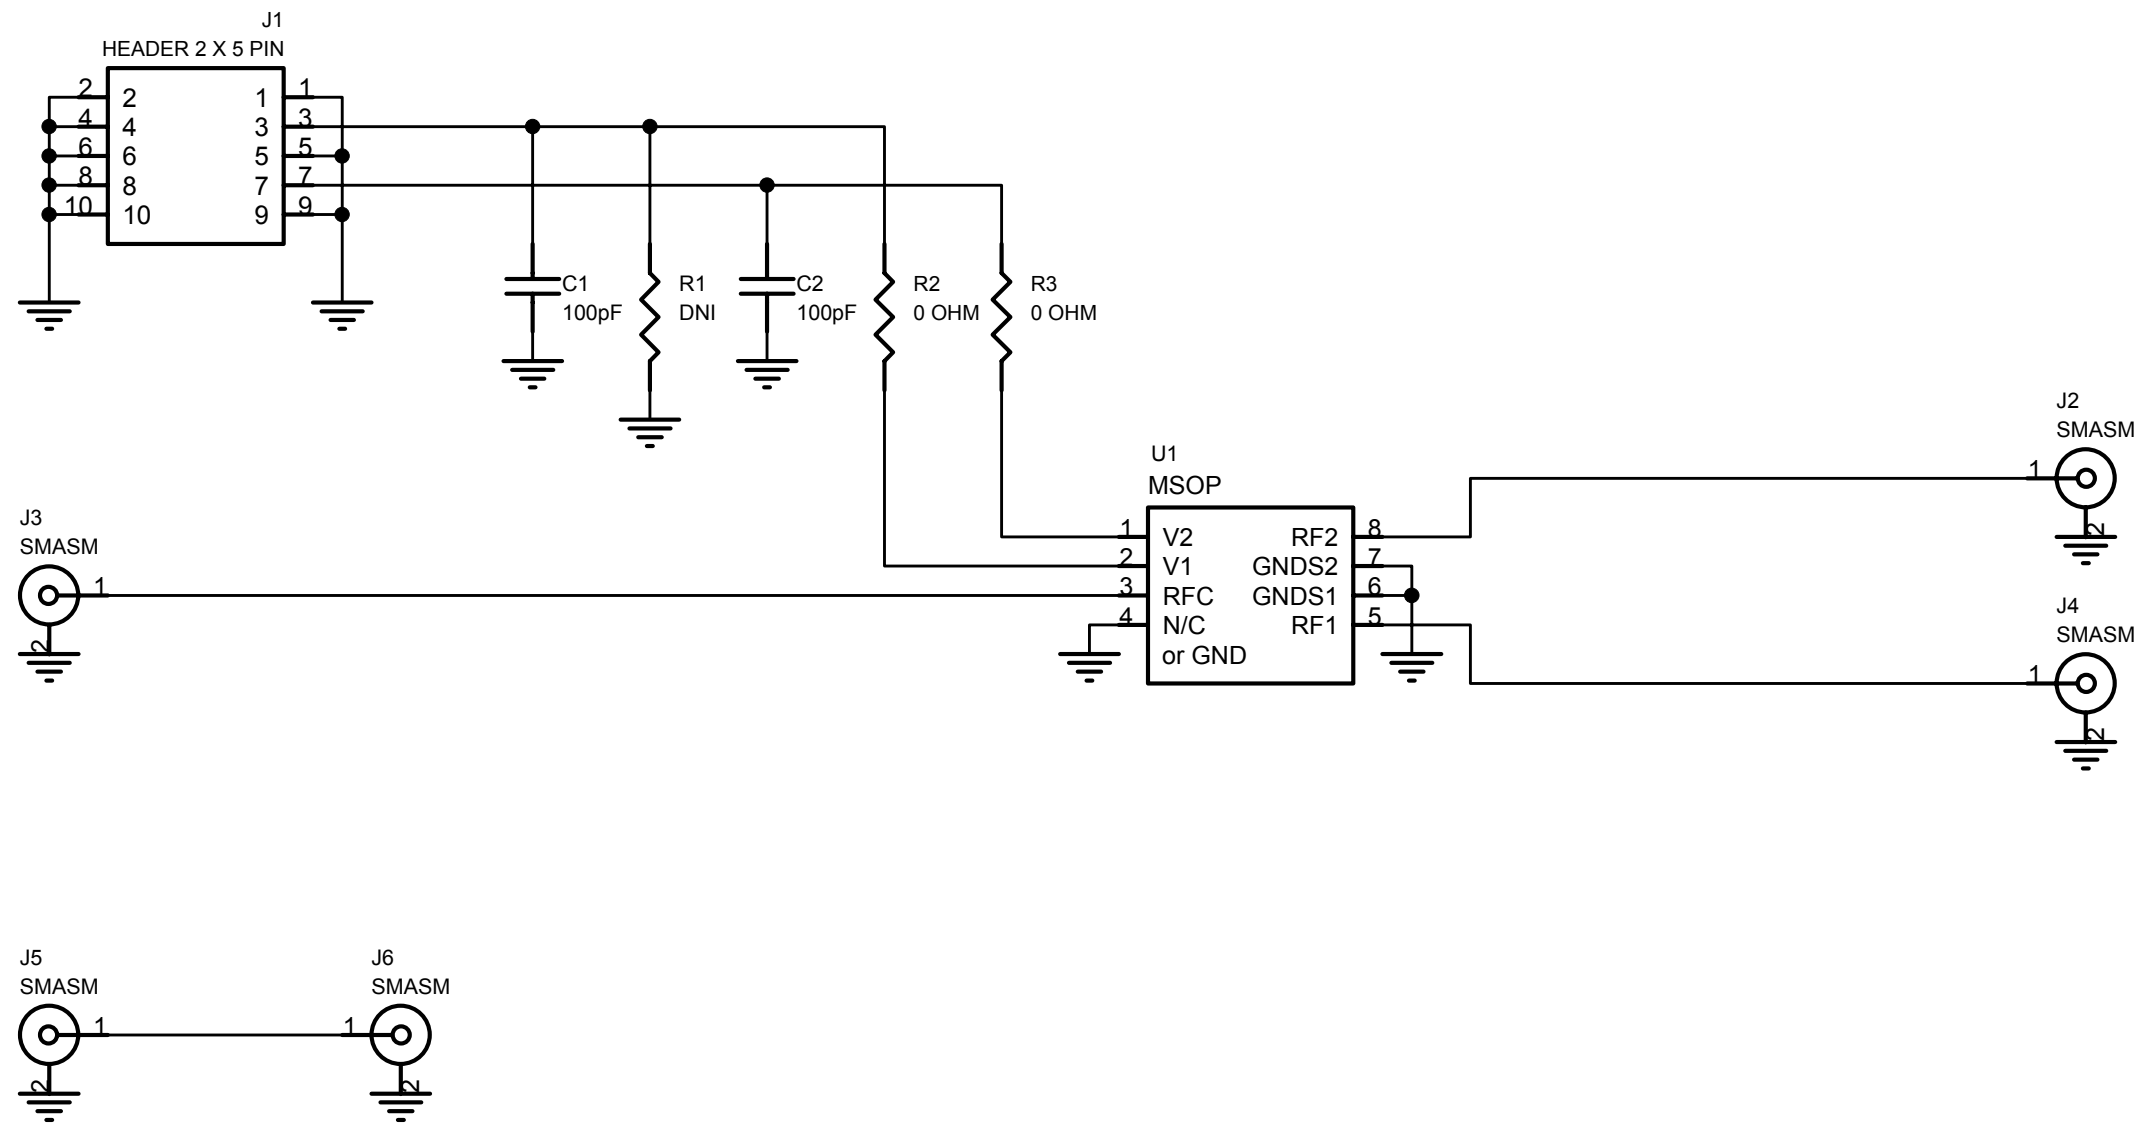 J1
HEADER 2 X 5 PIN
2 2 1 1
4 4 3 3
6 6 5 5
8 8 7 7
10 10 9 9
C1
100pF
R1
DNI
C2
100pF
R2
0 OHM
R3
0 OHM
J2
SMASM
1
2
J3
SMASM
1
2
U1
MSOP
1 V2 RF2 8
2 V1 GNDS2 7
3 RFC GNDS1 6
4 N/C RF1 5
or GND
J4
SMASM
1
2
J5
SMASM
1
2
J6
SMASM
1
2